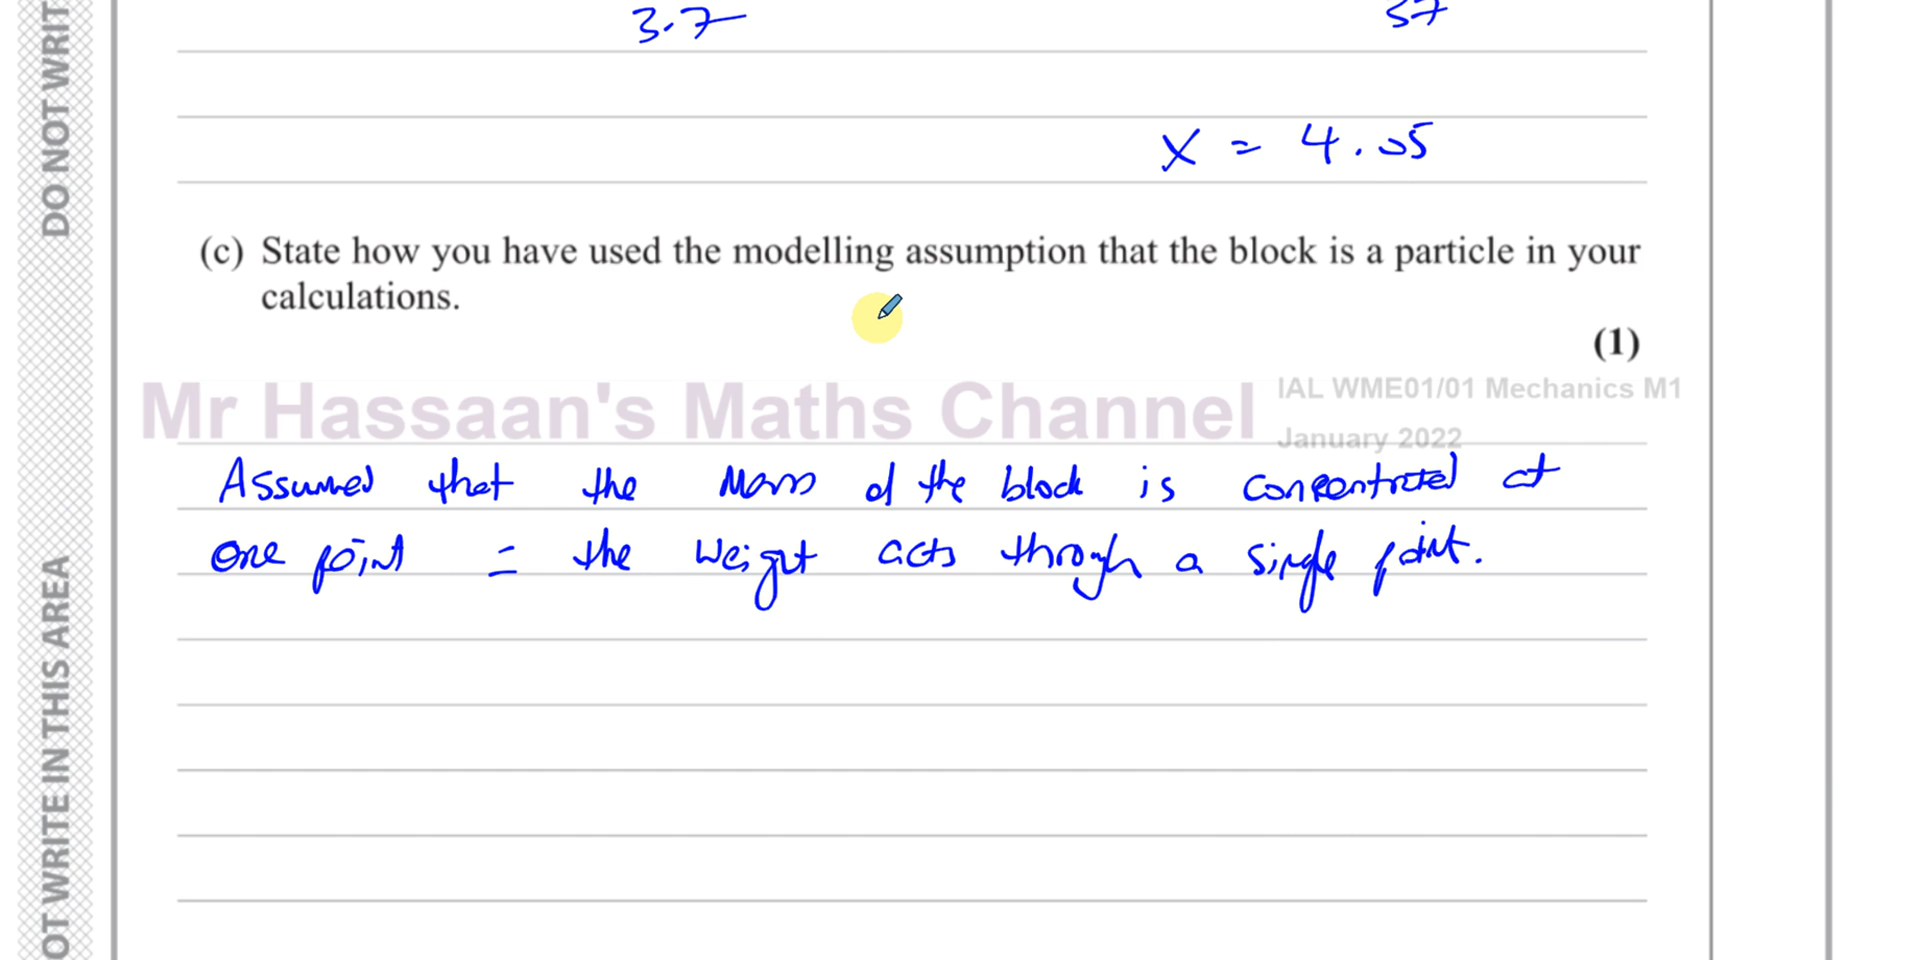 3.7 37
x = 4.05
(c) State how you have used the modelling assumption that the block is a particle in your
calculations.
(1)
Mr Hassaan's Maths Channel
IAL WME01/01 Mechanics M1
January 2022
Assumed that the mass of the block is concentrated at
one point = the weight acts through a single point.
DO NOT WRIT
OT WRITE IN THIS AREA